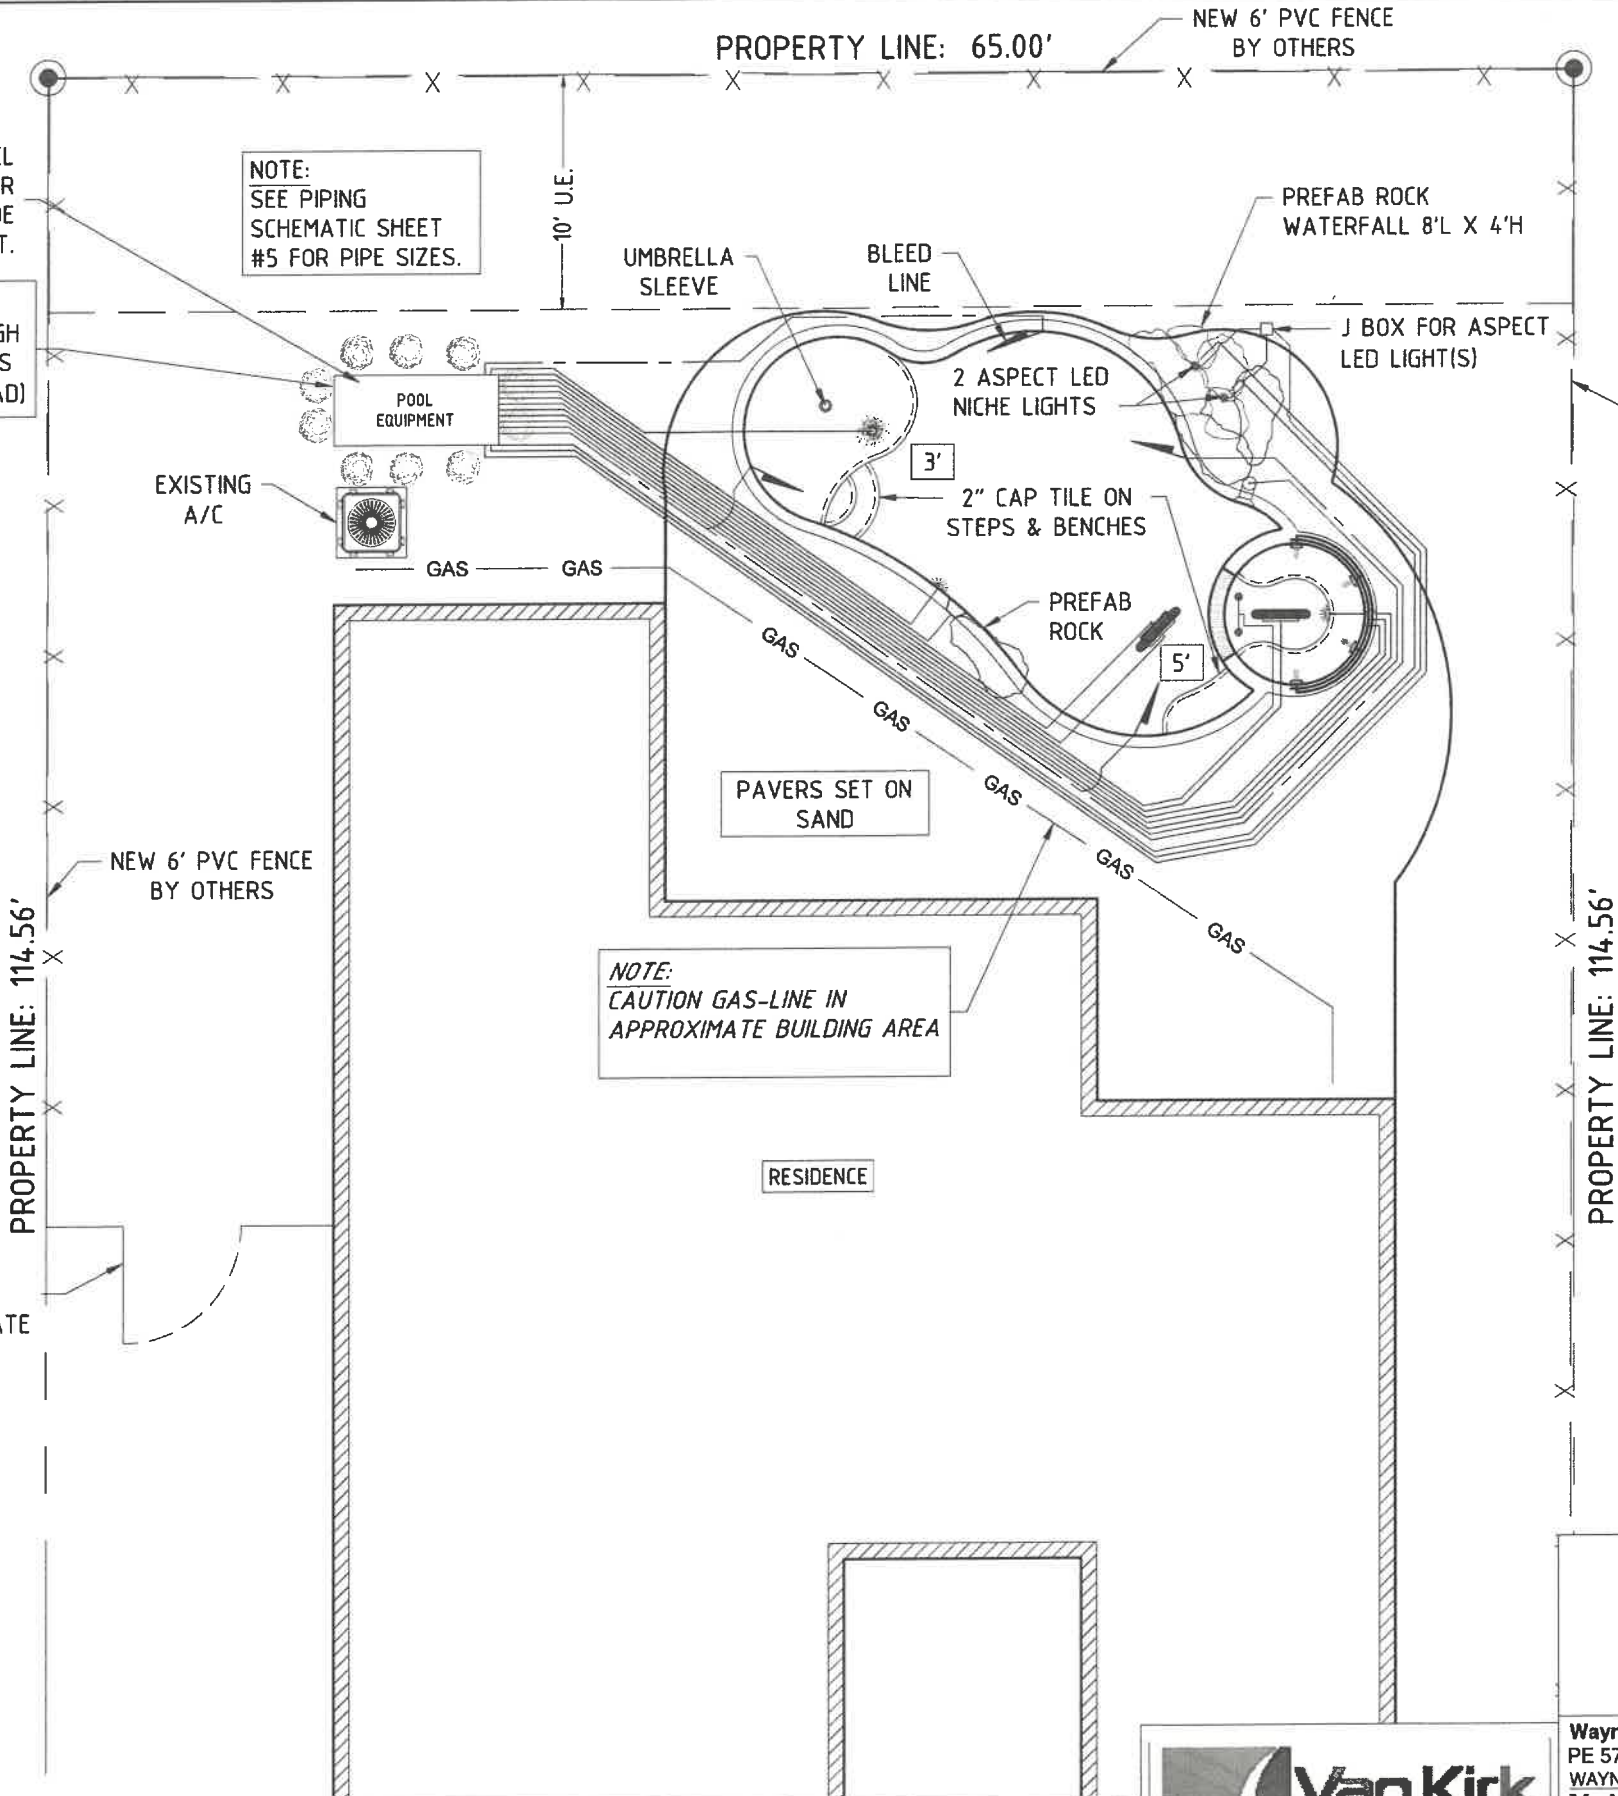 PROPERTY LINE: 65.00'
NEW 6' PVC FENCE
BY OTHERS
NOTE:
SEE PIPING
SCHEMATIC SHEET
#5 FOR PIPE SIZES.
10' U.E.
UMBRELLA
SLEEVE
BLEED
LINE
PREFAB ROCK
WATERFALL 8'L X 4'H
J BOX FOR ASPECT
LED LIGHT(S)
2 ASPECT LED
NICHE LIGHTS
POOL
EQUIPMENT
3'
EXISTING
A/C
2" CAP TILE ON
STEPS & BENCHES
GAS
GAS
PREFAB
ROCK
GAS
5'
GAS
GAS
PAVERS SET ON
SAND
GAS
NEW 6' PVC FENCE
BY OTHERS
GAS
PROPERTY LINE: 114.56'
PROPERTY LINE: 114.56'
NOTE:
CAUTION GAS-LINE IN
APPROXIMATE BUILDING AREA
RESIDENCE
Van Kirk
PE 57